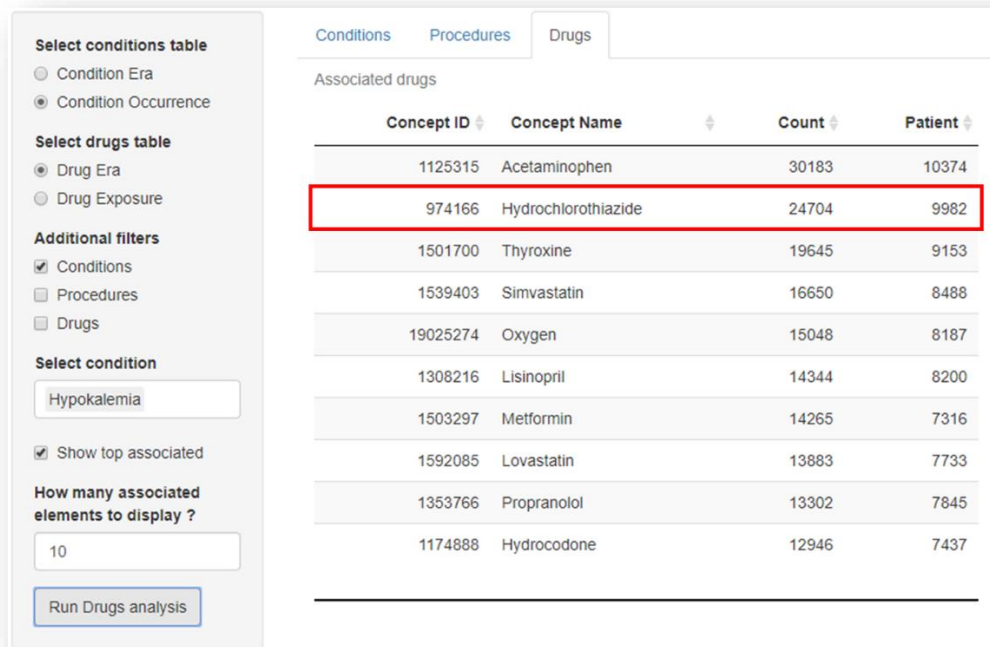 Select conditions table
Condition Era
Condition Occurrence
Select drugs table
Drug Era
Drug Exposure
Additional filters
Conditions
Procedures
Drugs
Select condition
Hypokalemia
Show top associated
How many associated
elements to display ?
10
Run Drugs analysis
Conditions Procedures Drugs
Associated drugs
Concept ID Concept Name Count Patient
1125315 Acetaminophen 30183 10374
974166 Hydrochlorothiazide 24704 9982
1501700 Thyroxine 19645 9153
1539403 Simvastatin 16650 8488
19025274 Oxygen 15048 8187
1308216 Lisinopril 14344 8200
1503297 Metformin 14265 7316
1592085 Lovastatin 13883 7733
1353766 Propranolol 13302 7845
1174888 Hydrocodone 12946 7437